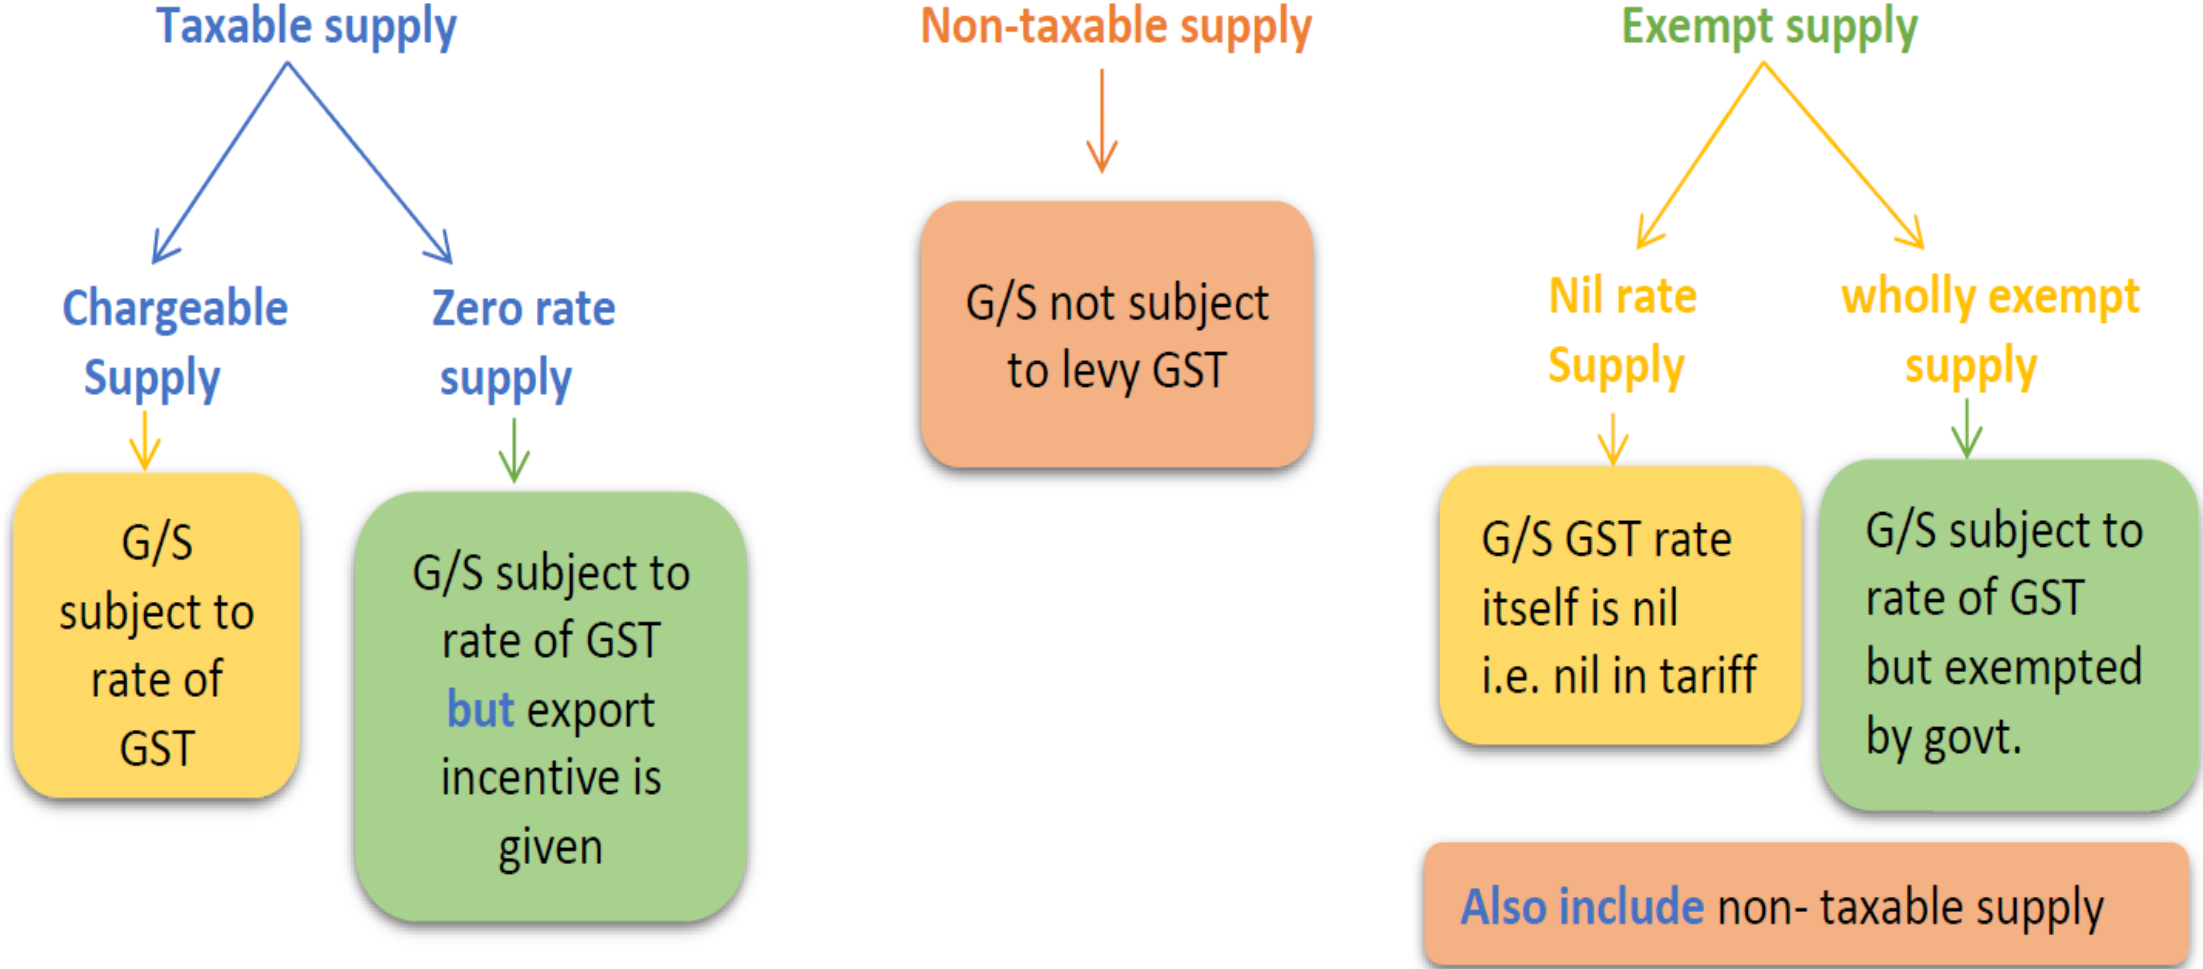 Taxable supply
Chargeable
Supply
G/S
subject to
rate of
GST
Zero rate
supply
G/S subject to
rate of GST
but export
incentive is
given
Non-taxable supply
G/S not subject
to levy GST
Exempt supply
Nil rate
Supply
G/S GST rate
itself is nil
i.e. nil in tariff
wholly exempt
supply
G/S subject to
rate of GST
but exempted
by govt.
Also include non- taxable supply